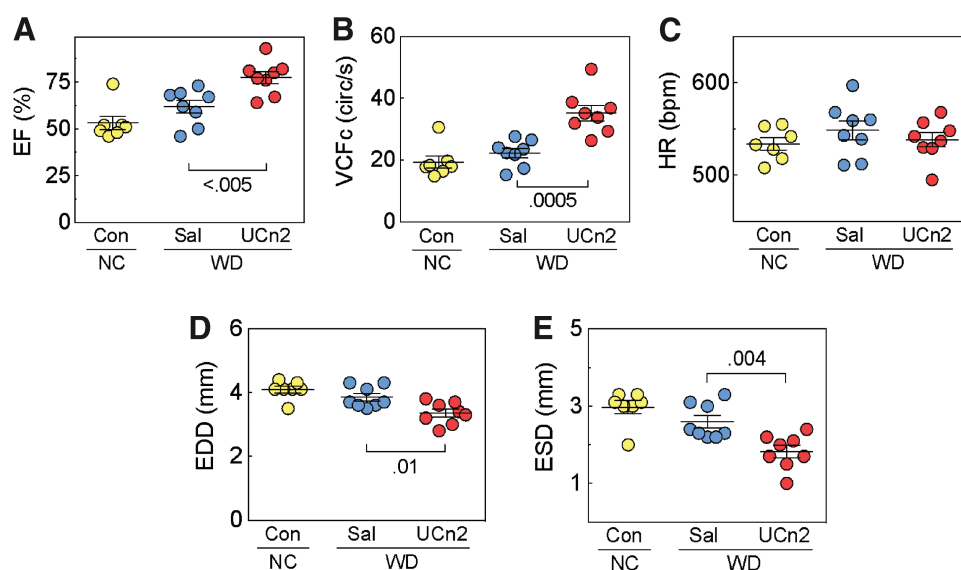 A
EF (%)
75
50
25
0
<.005
Con Sal UCn2
NC WD
B
VCFc (circ/s)
60
40
20
0
.0005
Con Sal UCn2
NC WD
C
HR (bpm)
600
500
Con Sal UCn2
NC WD
D
EDD (mm)
6
4
2
0
.01
Con Sal UCn2
NC WD
E
ESD (mm)
5
3
1
.004
Con Sal UCn2
NC WD